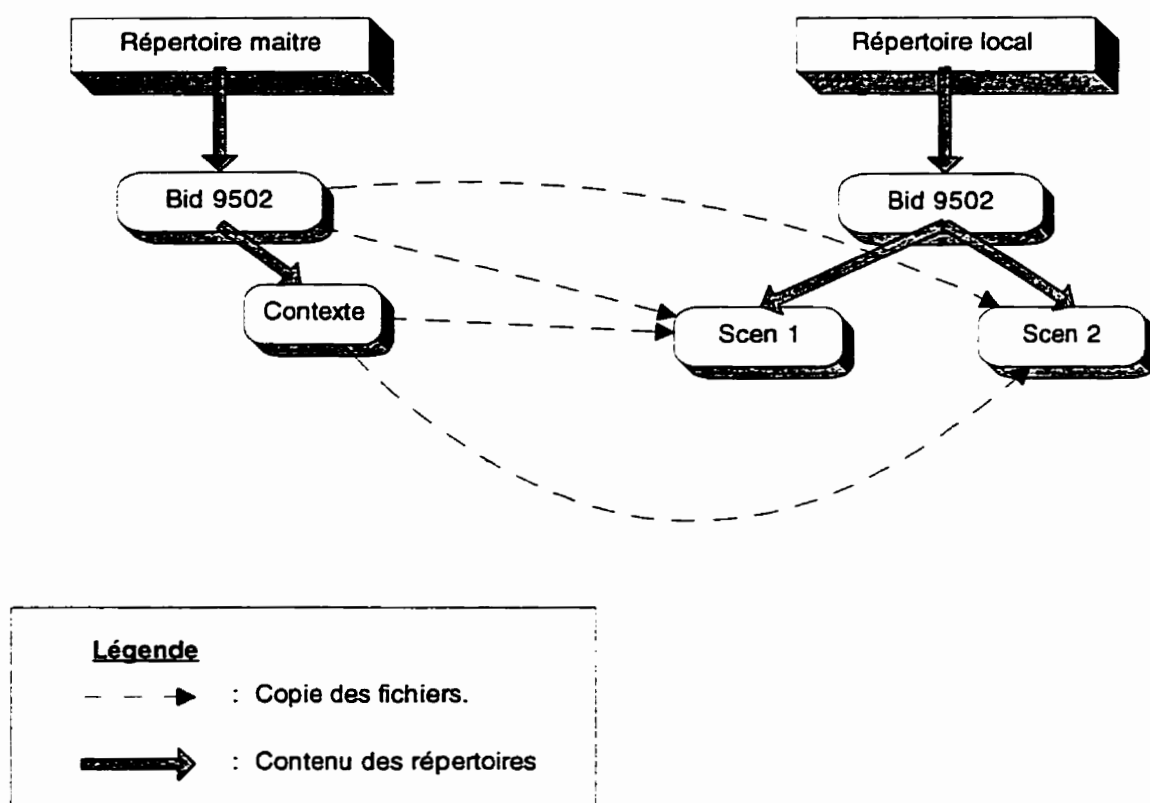 Répertoire maitre
Répertoire local
Bid 9502
Bid 9502
Contexte
Scen 1
Scen 2
Légende
: Copie des fichiers.
: Contenu des répertoires